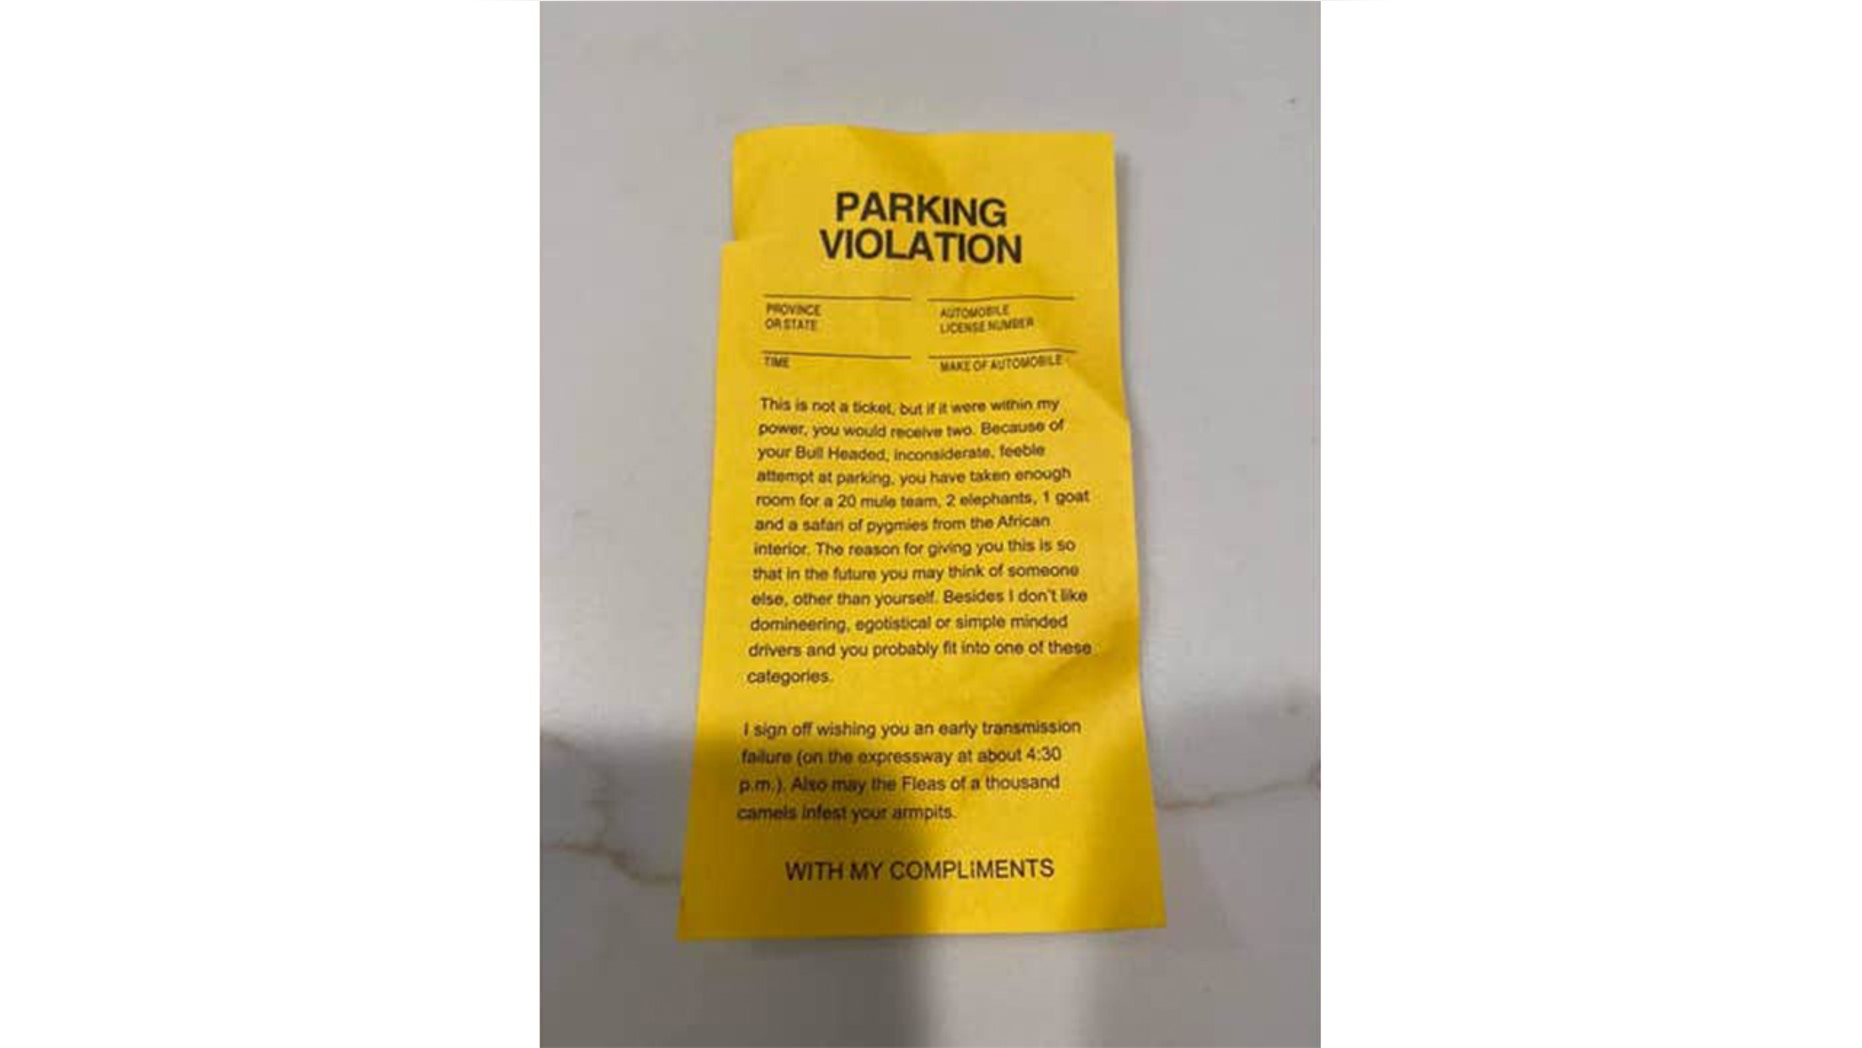 PARKING
VIOLATION
PROVINCE
OR STATE
AUTOMOBILE
LICENSE NUMBER
TIME
MAKE OF AUTOMOBILE
This is not a ticket, but if it were within my
power, you would receive two. Because of
your Bull Headed, inconsiderate, feeble
attempt at parking, you have taken enough
room for a 20 mule team, 2 elephants, 1 goat
and a safari of pygmies from the African
interior. The reason for giving you this is so
that in the future you may think of someone
else, other than yourself. Besides I don't like
domineering, egotistical or simple minded
drivers and you probably fit into one of these
categories.
I sign off wishing you an early transmission
failure (on the expressway at about 4:30
p.m.). Also may the Fleas of a thousand
camels infest your armpits.
WITH MY COMPLIMENTS